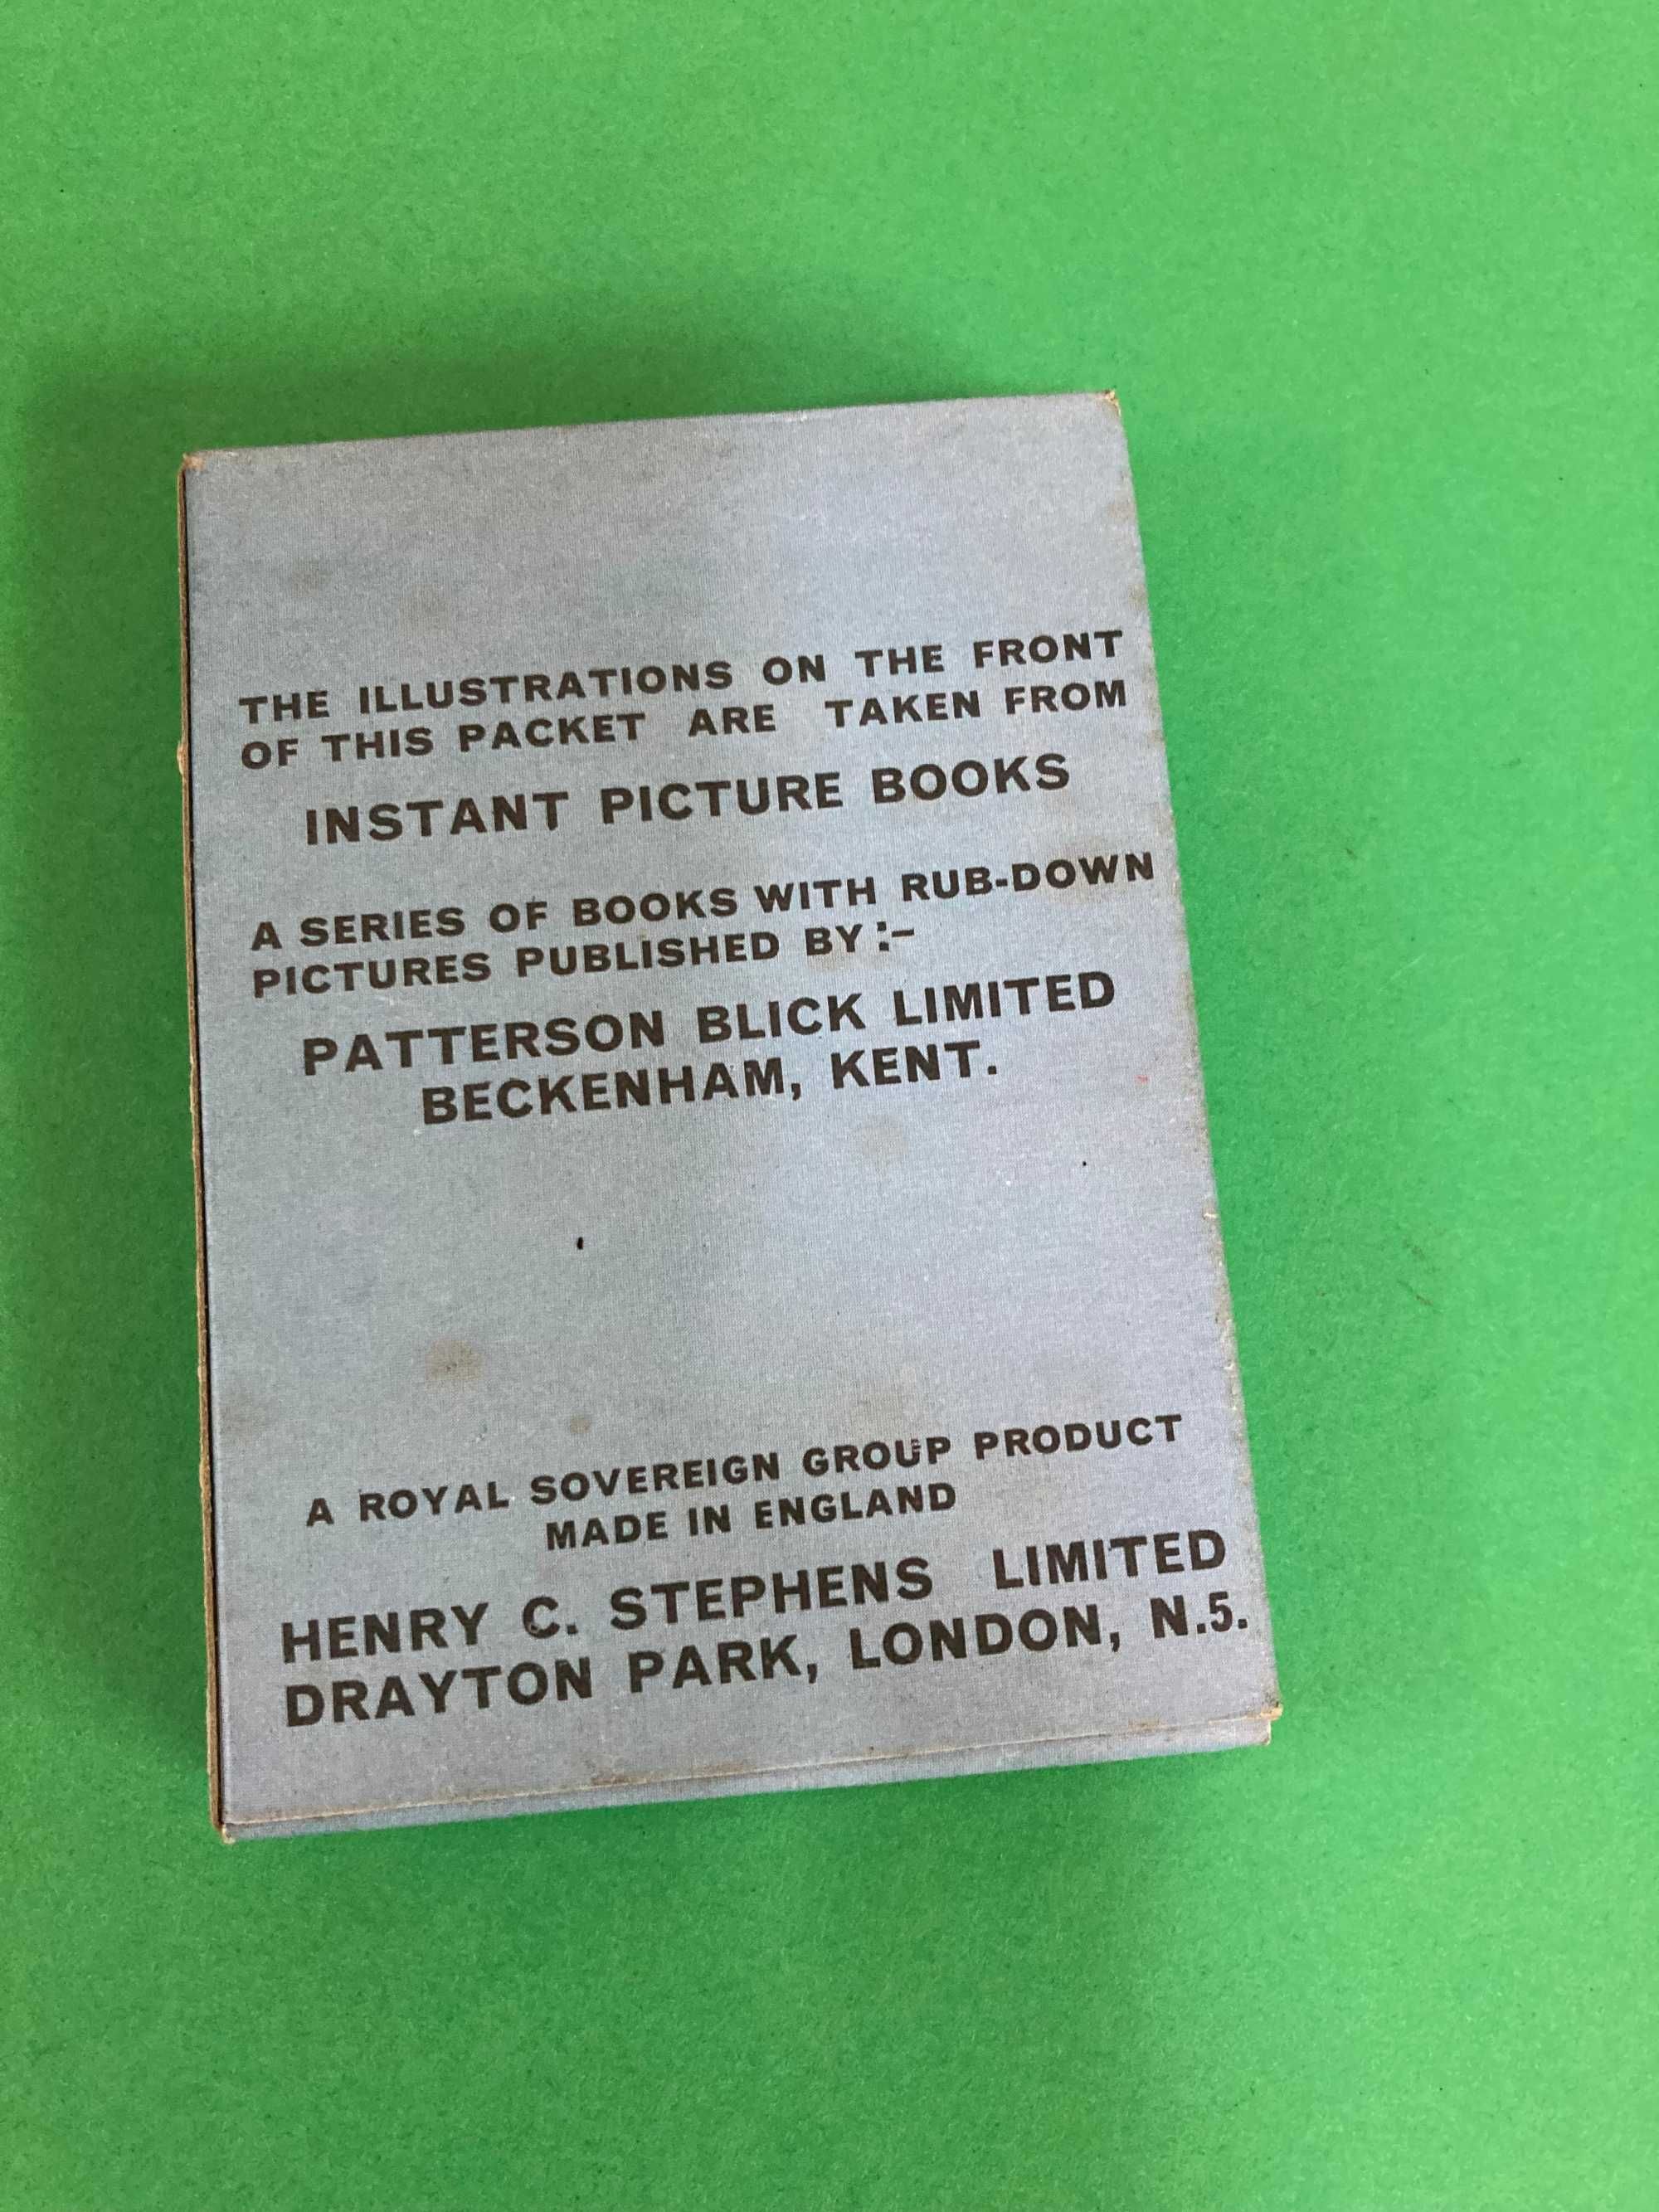 THE ILLUSTRATIONS ON THE FRONT
OF THIS PACKET ARE TAKEN FROM
INSTANT PICTURE BOOKS
A SERIES OF BOOKS WITH RUB-DOWN
PICTURES PUBLISHED BY :-
PATTERSON BLICK LIMITED
BECKENHAM, KENT.
A ROYAL SOVEREIGN GROUP PRODUCT
MADE IN ENGLAND
HENRY C. STEPHENS LIMITED
DRAYTON PARK, LONDON, N.5.